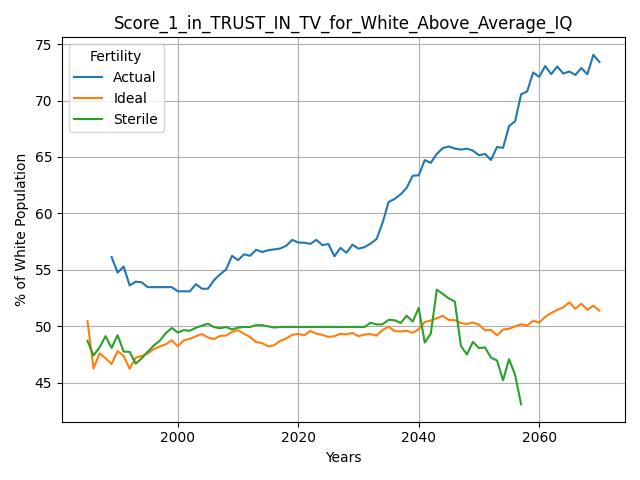 Score_1_in_TRUST_IN_TV_for_White_Above_Average_IQ
75
70
65
60
55
50
45
% of White Population
Fertility
Actual
Ideal
Sterile
2000
2020
2040
2060
Years